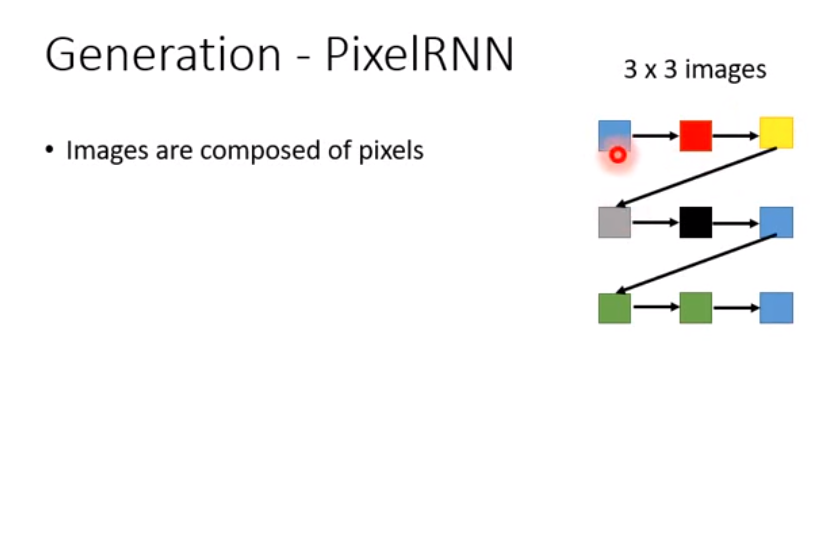 Generation - PixelRNN
3 x 3 images
• Images are composed of pixels